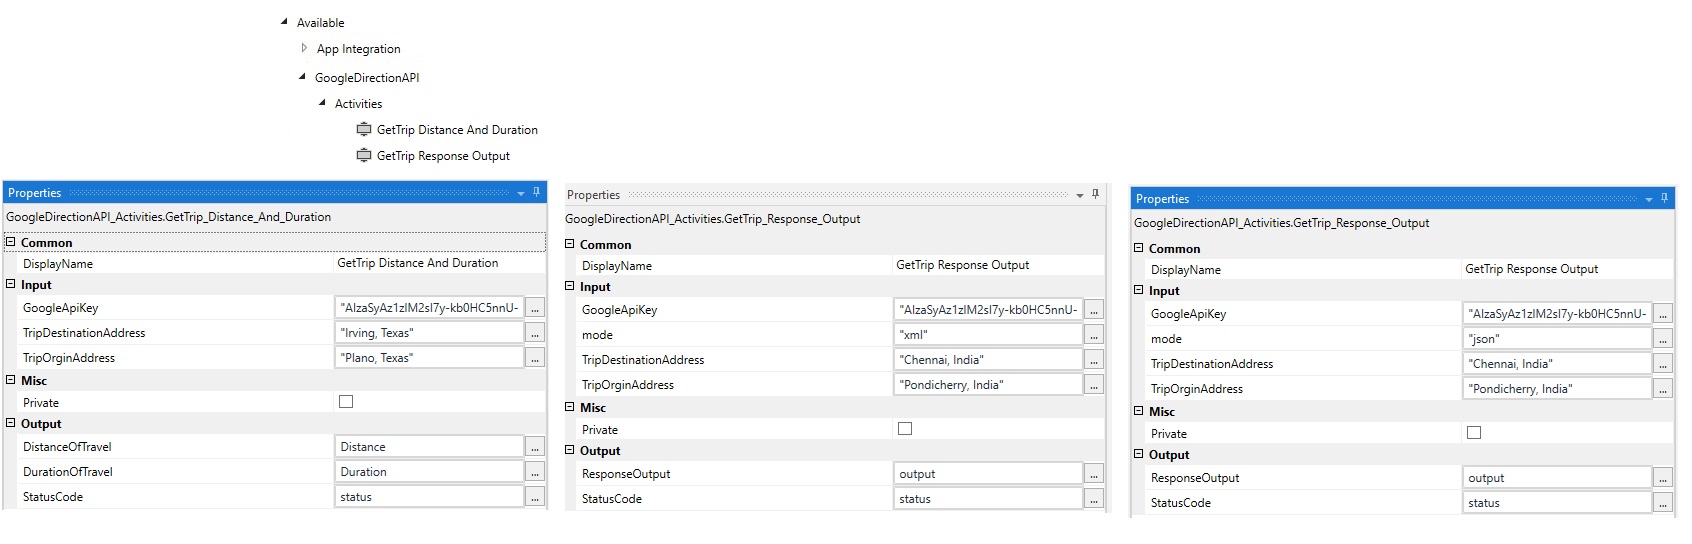 Available
App Integration
GoogleDirectionAPI
Activities
GetTrip Distance And Duration
GetTrip Response Output
Properties
GoogleDirectionAPI_Activities.GetTrip_Distance_And_Duration
Common
DisplayName GetTrip Distance And Duration
Input
GoogleApiKey "AIzaSyAz1zIM2sI7y-kb0HC5nnU- ...
TripDestinationAddress "Irving, Texas" ...
TripOrginAddress "Plano, Texas" ...
Misc
Private
Output
DistanceOfTravel Distance ...
DurationOfTravel Duration ...
StatusCode status ...
Properties
GoogleDirectionAPI_Activities.GetTrip_Response_Output
Common
DisplayName GetTrip Response Output
Input
GoogleApiKey "AIzaSyAz1zIM2sI7y-kb0HC5nnU- ...
mode "xml" ...
TripDestinationAddress "Chennai, India" ...
TripOrginAddress "Pondicherry, India" ...
Misc
Private
Output
ResponseOutput output ...
StatusCode status ...
Properties
GoogleDirectionAPI_Activities.GetTrip_Response_Output
Common
DisplayName GetTrip Response Output
Input
GoogleApiKey "AIzaSyAz1zIM2sI7y-kb0HC5nnU- ...
mode "json" ...
TripDestinationAddress "Chennai, India" ...
TripOrginAddress "Pondicherry, India" ...
Misc
Private
Output
ResponseOutput output ...
StatusCode status ...